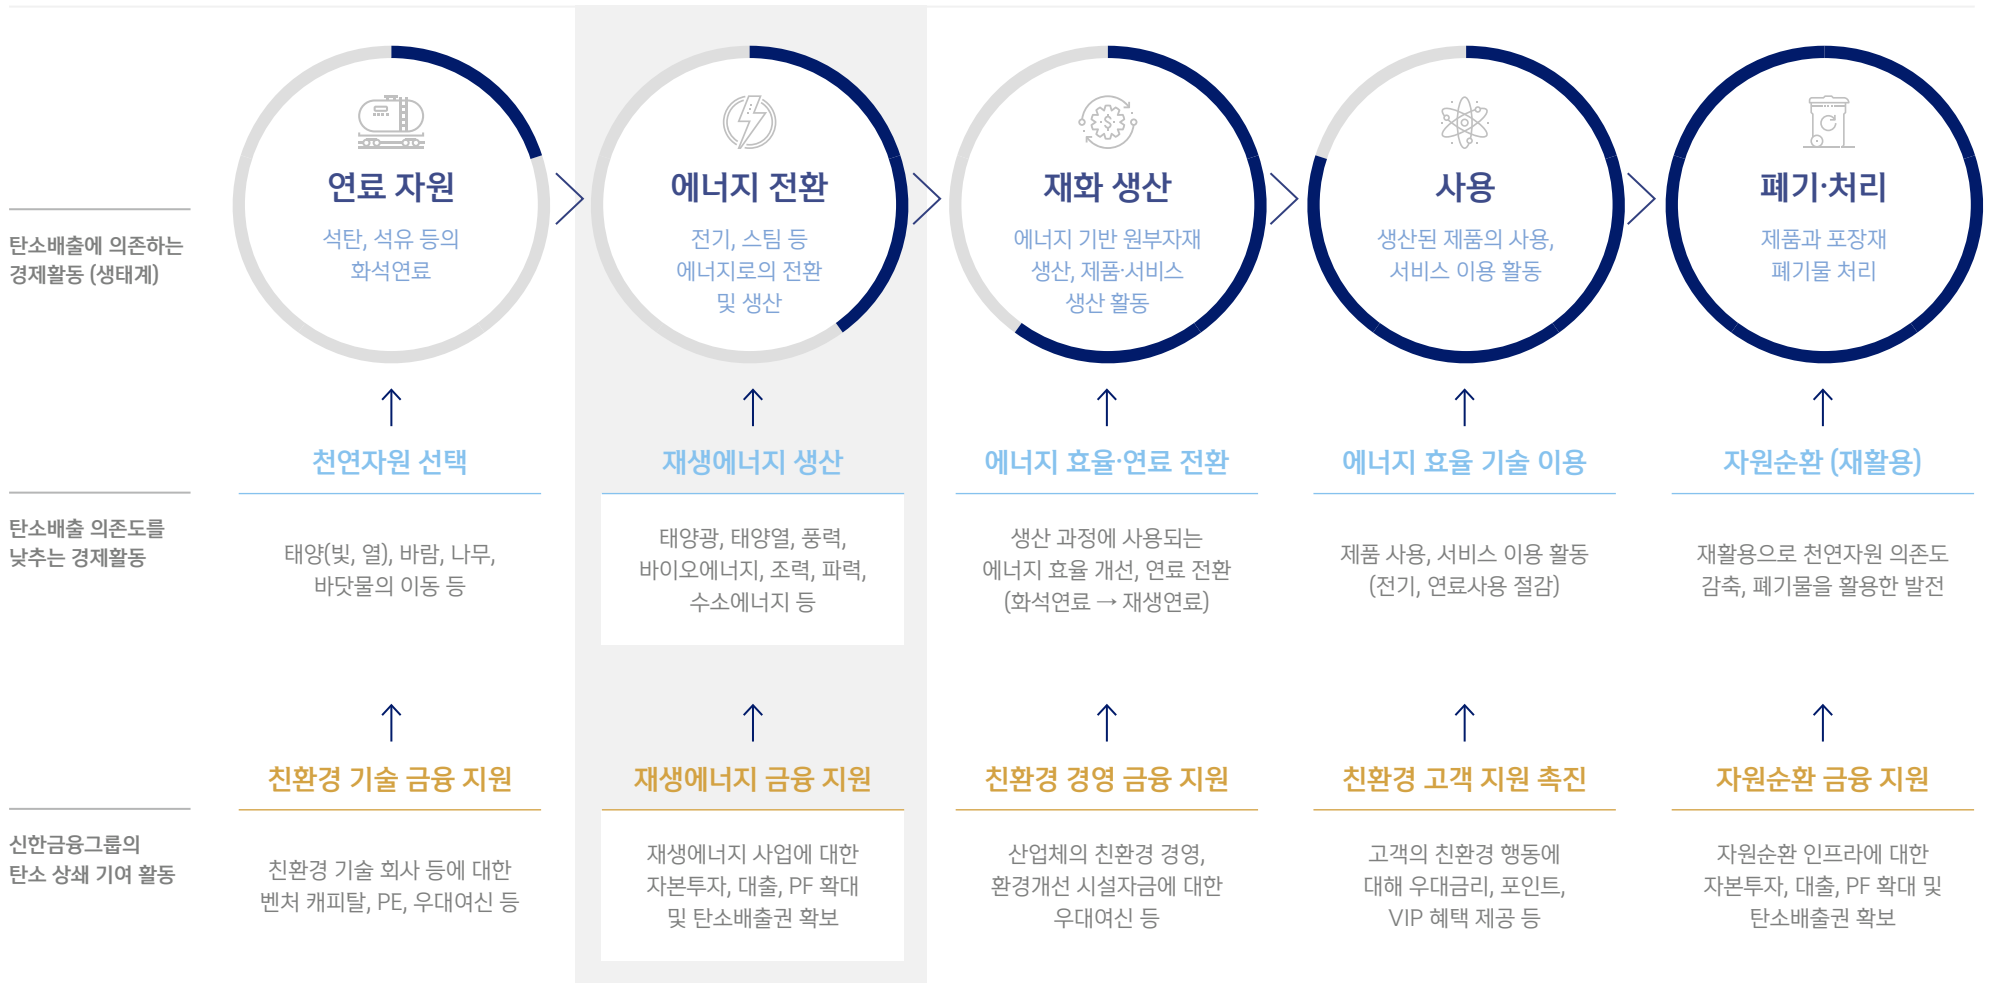 탄소배출에 의존하는
경제활동 (생태계)
연료 자원
석탄, 석유 등의
화석연료
에너지 전환
전기, 스팀 등
에너지로의 전환
및 생산
재화 생산
에너지 기반 원부자재
생산, 제품·서비스
생산 활동
사용
생산된 제품의 사용,
서비스 이용 활동
폐기·처리
제품과 포장재
폐기물 처리
탄소배출 의존도를
낮추는 경제활동
천연자원 선택
태양(빛, 열), 바람, 나무,
바닷물의 이동 등
재생에너지 생산
태양광, 태양열, 풍력,
바이오에너지, 조력, 파력,
수소에너지 등
에너지 효율·연료 전환
생산 과정에 사용되는
에너지 효율 개선, 연료 전환
(화석연료 → 재생연료)
에너지 효율 기술 이용
제품 사용, 서비스 이용 활동
(전기, 연료사용 절감)
자원순환 (재활용)
재활용으로 천연자원 의존도
감축, 폐기물을 활용한 발전
신한금융그룹의
탄소 상쇄 기여 활동
친환경 기술 금융 지원
친환경 기술 회사 등에 대한
벤처 캐피탈, PE, 우대여신 등
재생에너지 금융 지원
재생에너지 사업에 대한
자본투자, 대출, PF 확대
및 탄소배출권 확보
친환경 경영 금융 지원
산업체의 친환경 경영,
환경개선 시설자금에 대한
우대여신 등
친환경 고객 지원 촉진
고객의 친환경 행동에
대해 우대금리, 포인트,
VIP 혜택 제공 등
자원순환 금융 지원
자원순환 인프라에 대한
자본투자, 대출, PF 확대 및
탄소배출권 확보